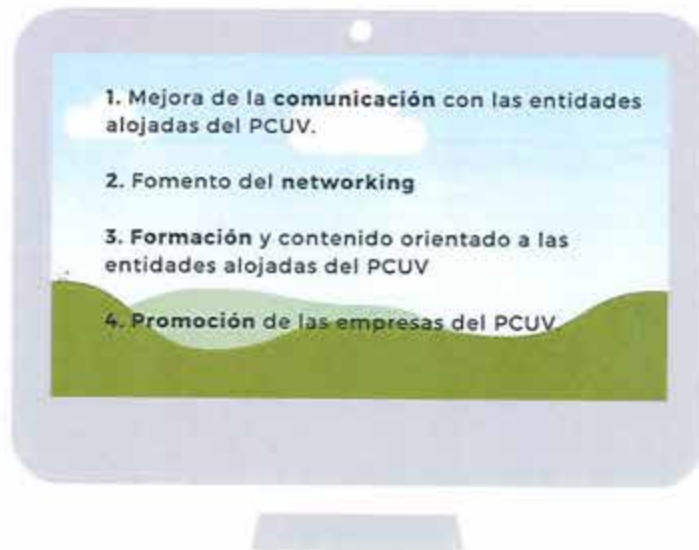 1. Mejora de la comunicación con las entidades
alojadas del PCUV.
2. Fomento del networking
3. Formación y contenido orientado a las
entidades alojadas del PCUV
4. Promoción de las empresas del PCUV.